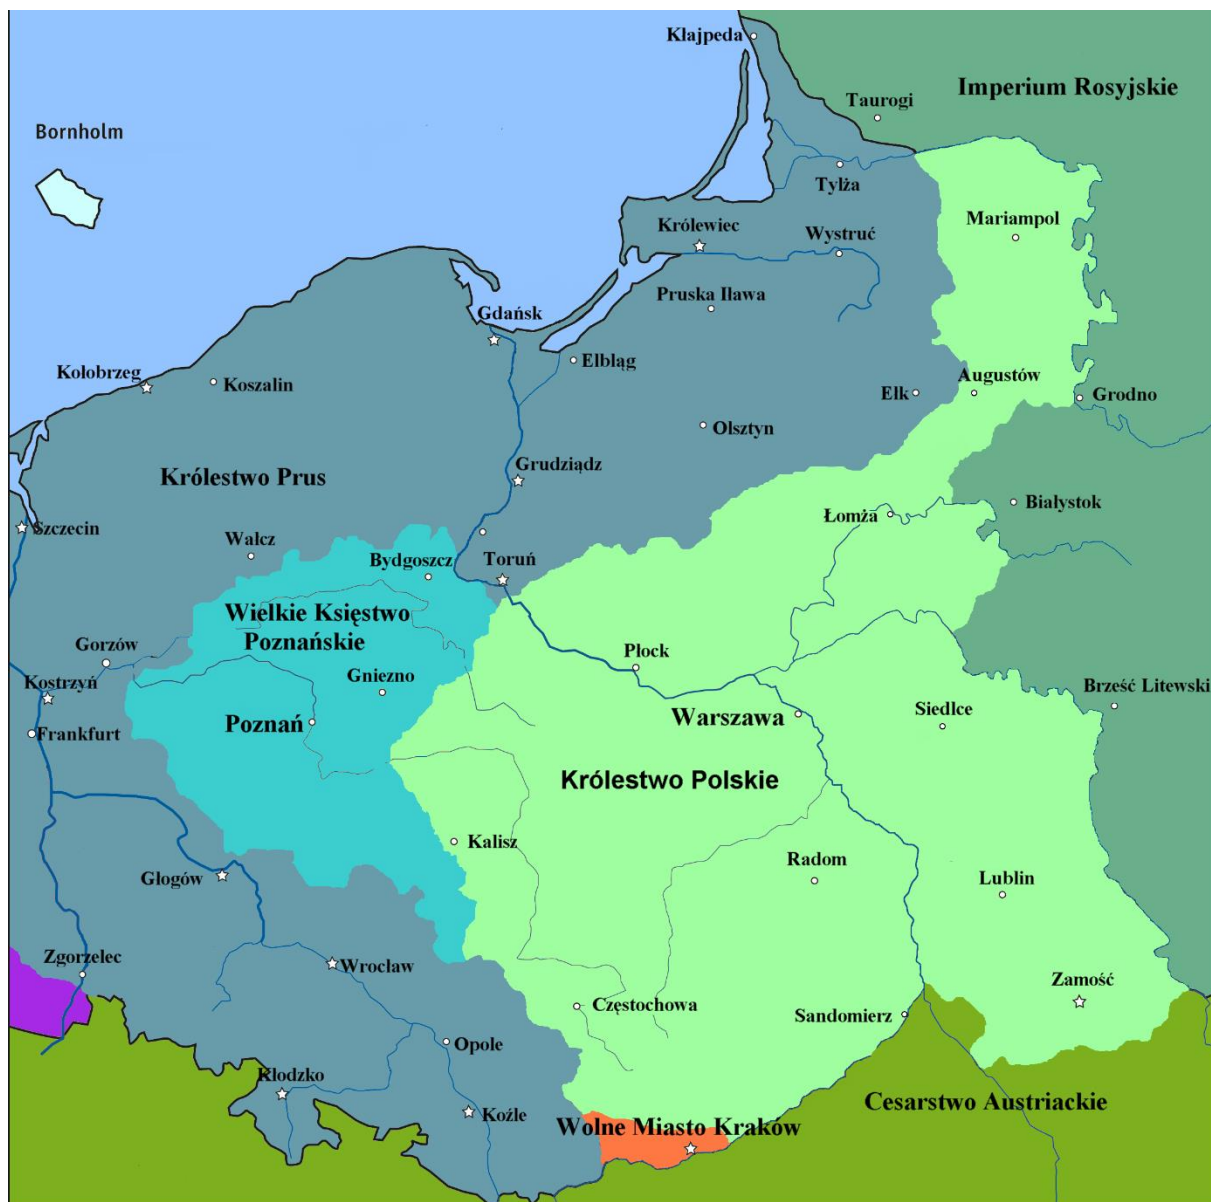 Kłajpeda
Imperium Rosyjskie
Taurogi
Bornholm
Tylża
Mariampol
Królewiec
Wystruć
Pruska Iława
Gdańsk
Elbląg
Kołobrzeg
Koszalin
Ełk
Augustów
Grodno
Olsztyn
Królestwo Prus
Grudziądz
Białystok
Łomża
Szczecin
Wałcz
Bydgoszcz
Toruń
Wielkie Księstwo
Poznańskie
Gorzów
Płock
Kostrzyń
Gniezno
Brześć Litewski
Poznań
Warszawa
Siedlce
Frankfurt
Królestwo Polskie
Kalisz
Radom
Głogów
Lublin
Zgorzelec
Wrocław
Zamość
Częstochowa
Sandomierz
Opole
Kłodzko
Koźle
Cesarstwo Austriackie
Wolne Miasto Kraków